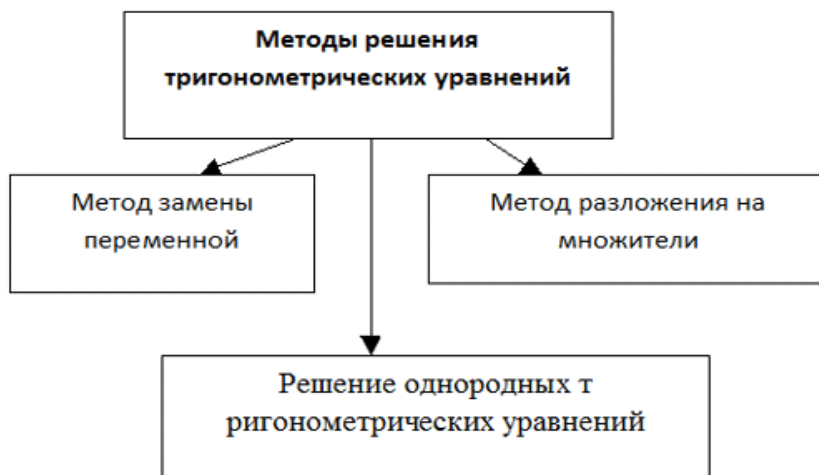 Методы решения
тригонометрических уравнений
Метод замены
переменной
Метод разложения на
множители
Решение однородных т
ригонометрических уравнений